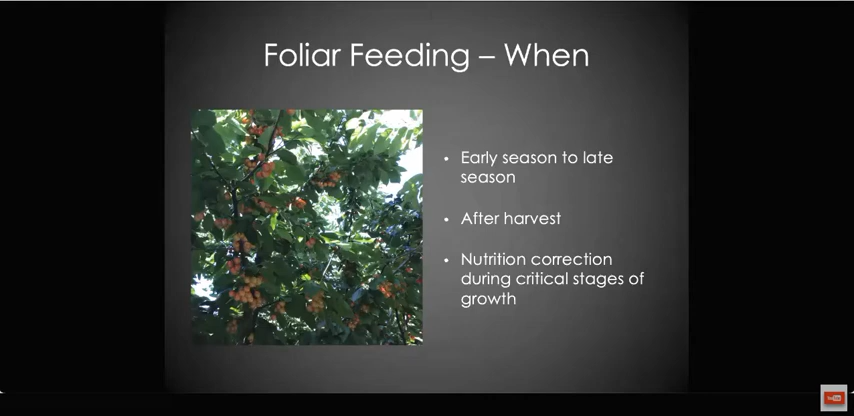 Foliar Feeding – When
• Early season to late
season
• After harvest
• Nutrition correction
during critical stages of
growth